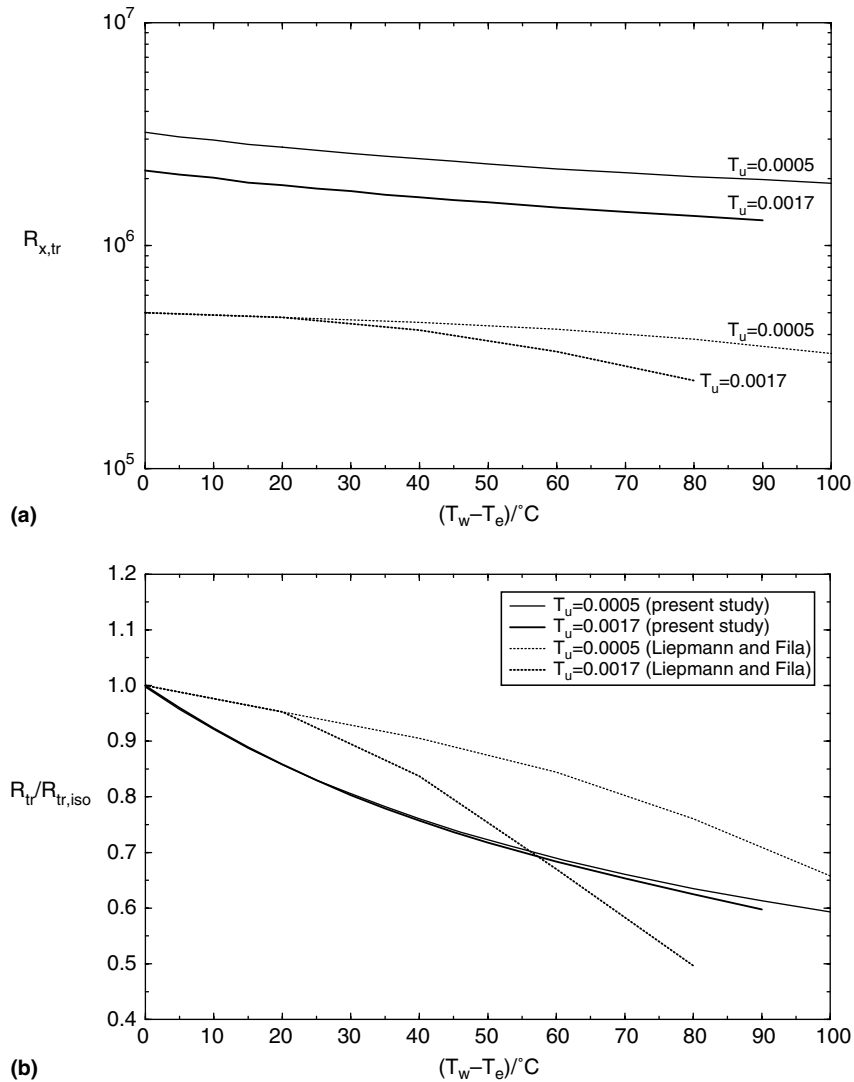 10^7
T_u=0.0005
T_u=0.0017
R_x,tr
10^6
T_u=0.0005
T_u=0.0017
10^5
0 10 20 30 40 50 60 70 80 90 100
(a)
(T_w–T_e)/°C
1.2
T_u=0.0005 (present study)
T_u=0.0017 (present study)
T_u=0.0005 (Liepmann and Fila)
T_u=0.0017 (Liepmann and Fila)
1.1
1.0
0.9
R_tr/R_tr,iso
0.8
0.7
0.6
0.5
0.4
0 10 20 30 40 50 60 70 80 90 100
(b)
(T_w–T_e)/°C